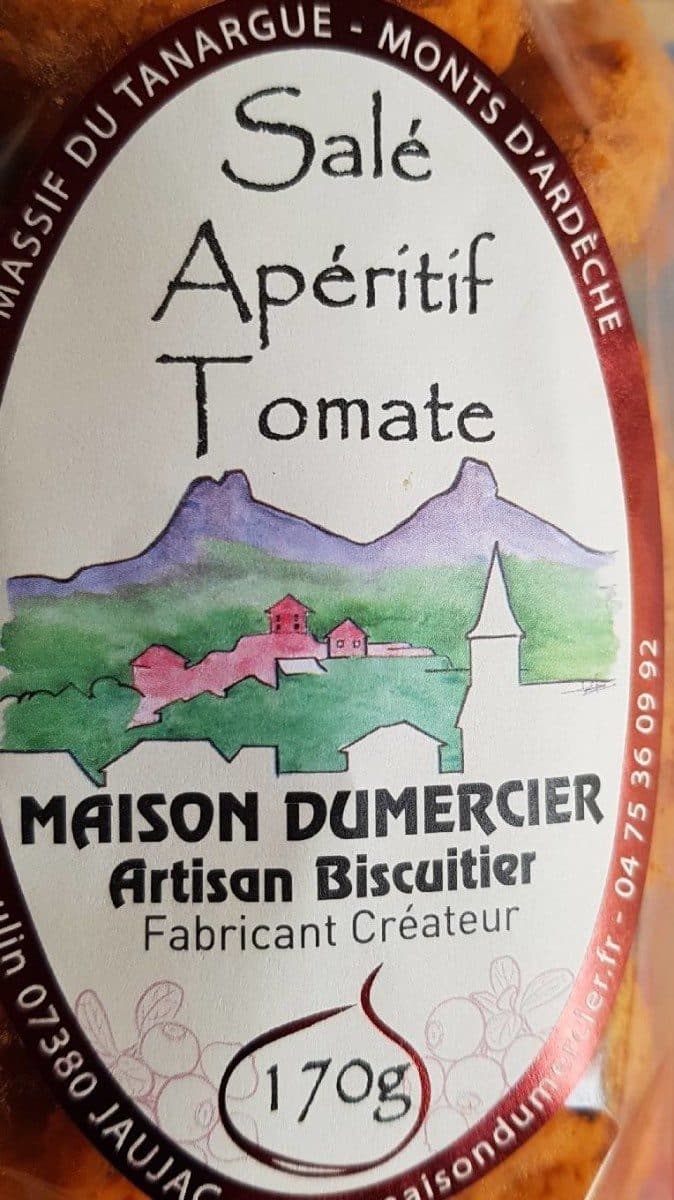 MASSIF DU TANARGUE - MONTS D'ARDÈCHE
Salé
Apéritif
Tomate
MAISON DUMERCIER
Artisan Biscuitier
Fabricant Créateur
170g
07380 JAUJAC
maisondumercier.fr - 04 75 36 09 92